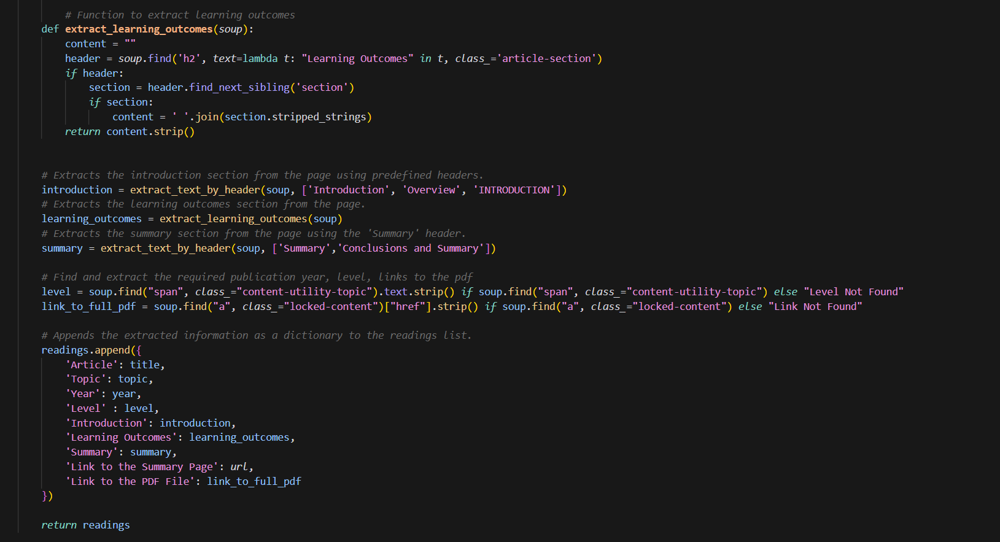 # Function to extract learning outcomes
def extract_learning_outcomes(soup):
content = ""
header = soup.find('h2', text=lambda t: "Learning Outcomes" in t, class_='article-section')
if header:
section = header.find_next_sibling('section')
if section:
content = ' '.join(section.stripped_strings)
return content.strip()
# Extracts the introduction section from the page using predefined headers.
introduction = extract_text_by_header(soup, ['Introduction', 'Overview', 'INTRODUCTION'])
# Extracts the learning outcomes section from the page.
learning_outcomes = extract_learning_outcomes(soup)
# Extracts the summary section from the page using the 'Summary' header.
summary = extract_text_by_header(soup, ['Summary','Conclusions and Summary'])
# Find and extract the required publication year, level, links to the pdf
level = soup.find("span", class_="content-utility-topic").text.strip() if soup.find("span", class_="content-utility-topic") else "Level Not Found"
link_to_full_pdf = soup.find("a", class_="locked-content")["href"].strip() if soup.find("a", class_="locked-content") else "Link Not Found"
# Appends the extracted information as a dictionary to the readings list.
readings.append({
'Article': title,
'Topic': topic,
'Year': year,
'Level' : level,
'Introduction': introduction,
'Learning Outcomes': learning_outcomes,
'Summary': summary,
'Link to the Summary Page': url,
'Link to the PDF File': link_to_full_pdf
})
return readings